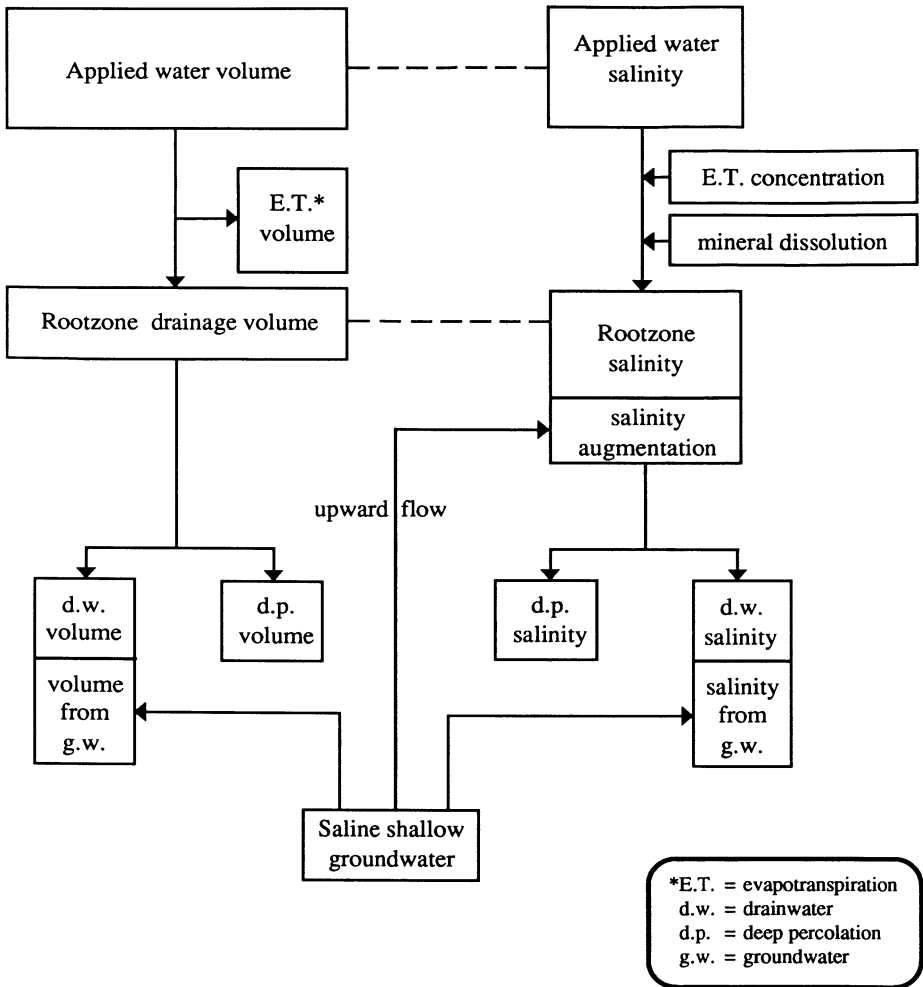 Applied water volume
Applied water
salinity
E.T.*
volume
E.T. concentration
mineral dissolution
Rootzone drainage volume
Rootzone
salinity
salinity
augmentation
upward flow
d.w.
volume
d.p.
volume
d.p.
salinity
d.w.
salinity
volume
from
g.w.
salinity
from
g.w.
Saline shallow
groundwater
*E.T. = evapotranspiration
d.w. = drainwater
d.p. = deep percolation
g.w. = groundwater